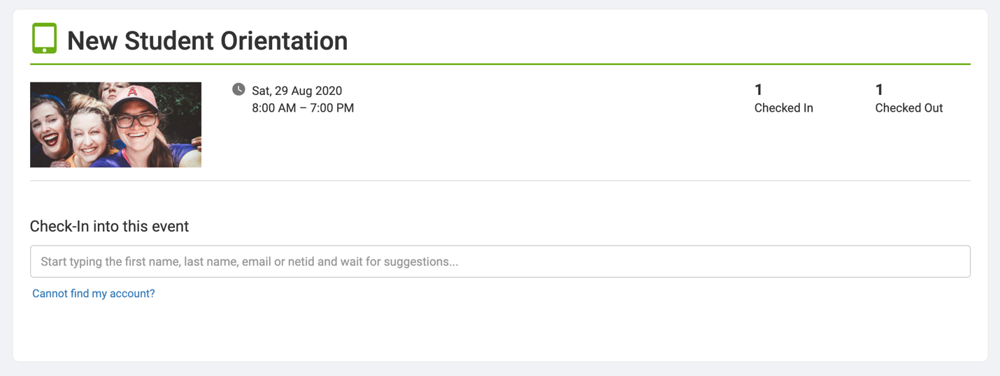 New Student Orientation
A
Sat, 29 Aug 2020
8:00 AM – 7:00 PM
1
Checked In
1
Checked Out
Check-In into this event
Start typing the first name, last name, email or netid and wait for suggestions...
Cannot find my account?